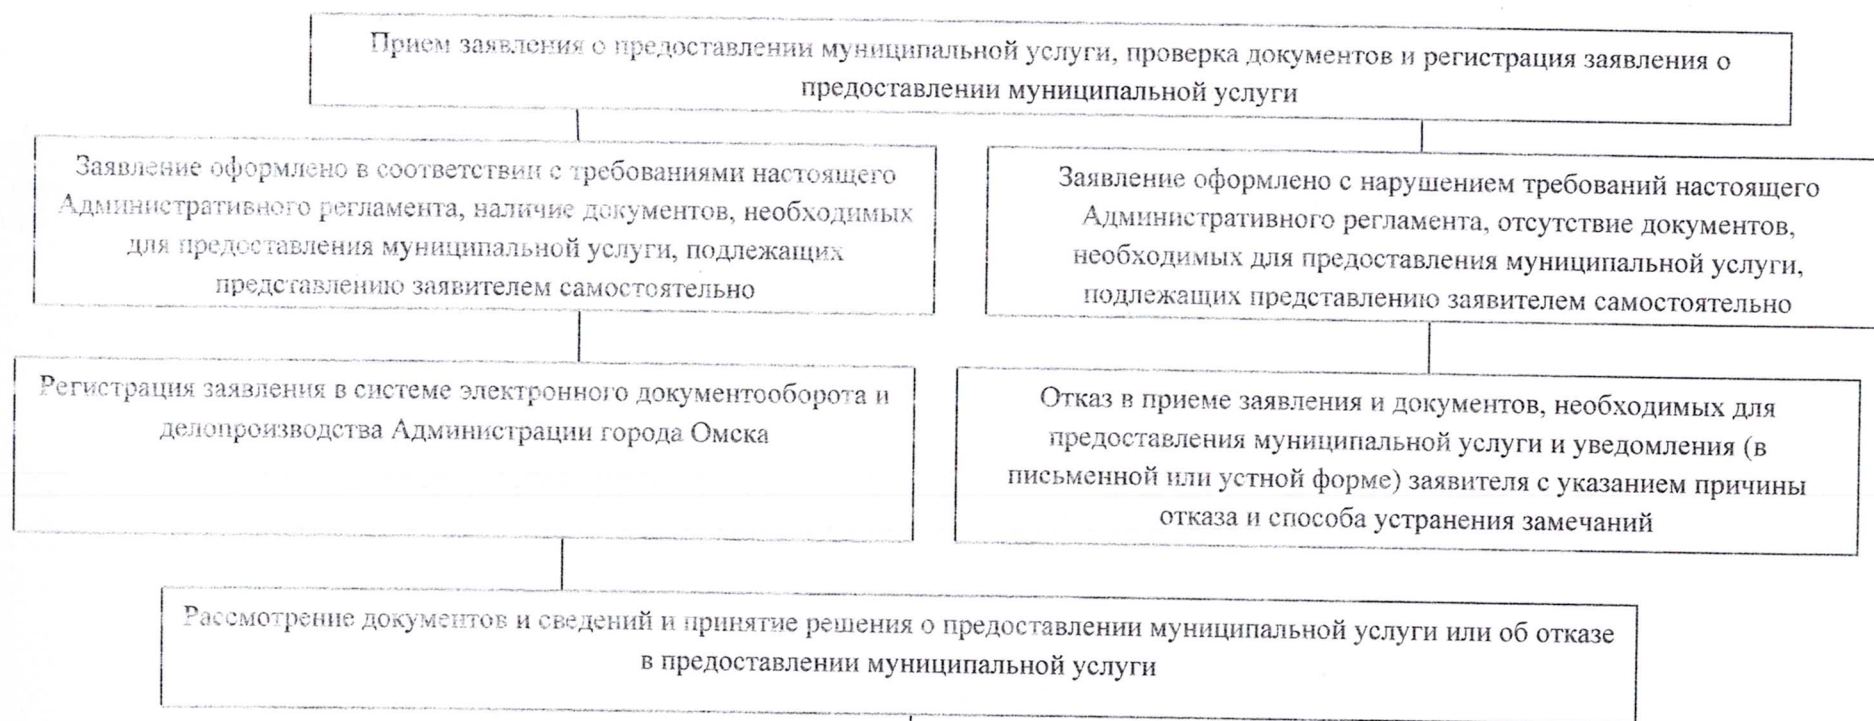 Прием заявления о предоставлении муниципальной услуги, проверка документов и регистрация заявления о
предоставлении муниципальной услуги
Заявление оформлено в соответствии с требованиями настоящего
Административного регламента, наличие документов, необходимых
для предоставления муниципальной услуги, подлежащих
представлению заявителем самостоятельно
Заявление оформлено с нарушением требований настоящего
Административного регламента, отсутствие документов,
необходимых для предоставления муниципальной услуги,
подлежащих представлению заявителем самостоятельно
Регистрация заявления в системе электронного документооборота и
делопроизводства Администрации города Омска
Отказ в приеме заявления и документов, необходимых для
предоставления муниципальной услуги и уведомления (в
письменной или устной форме) заявителя с указанием причины
отказа и способа устранения замечаний
Рассмотрение документов и сведений и принятие решения о предоставлении муниципальной услуги или об отказе
в предоставлении муниципальной услуги